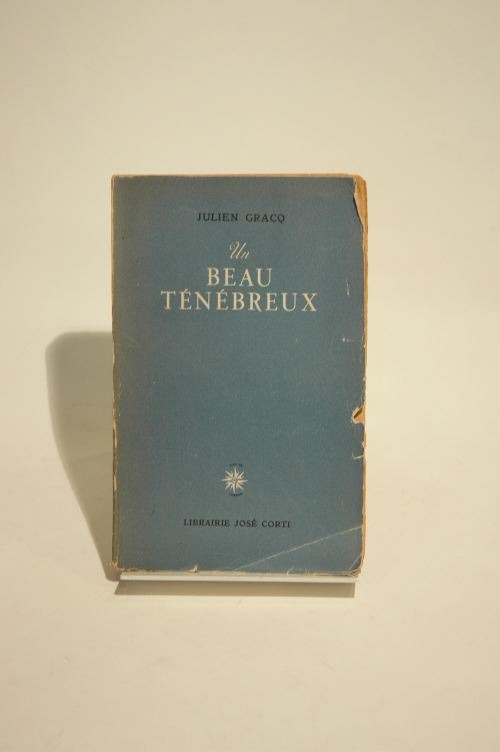 JULIEN GRACQ
Un
BEAU
TÉNÉBREUX
LIBRAIRIE JOSÉ CORTI